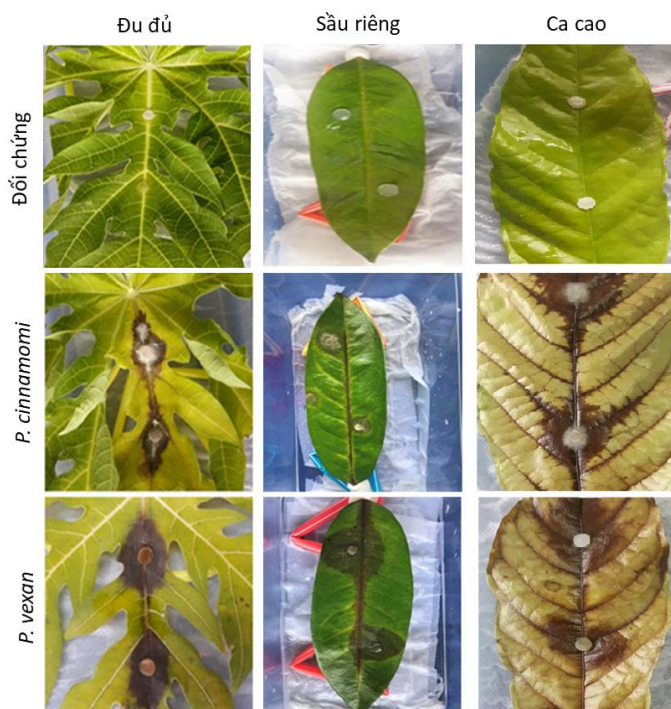 Đu đủ
Sầu riêng
Ca cao
Đối chứng
P. cinnamomi
P. vexan